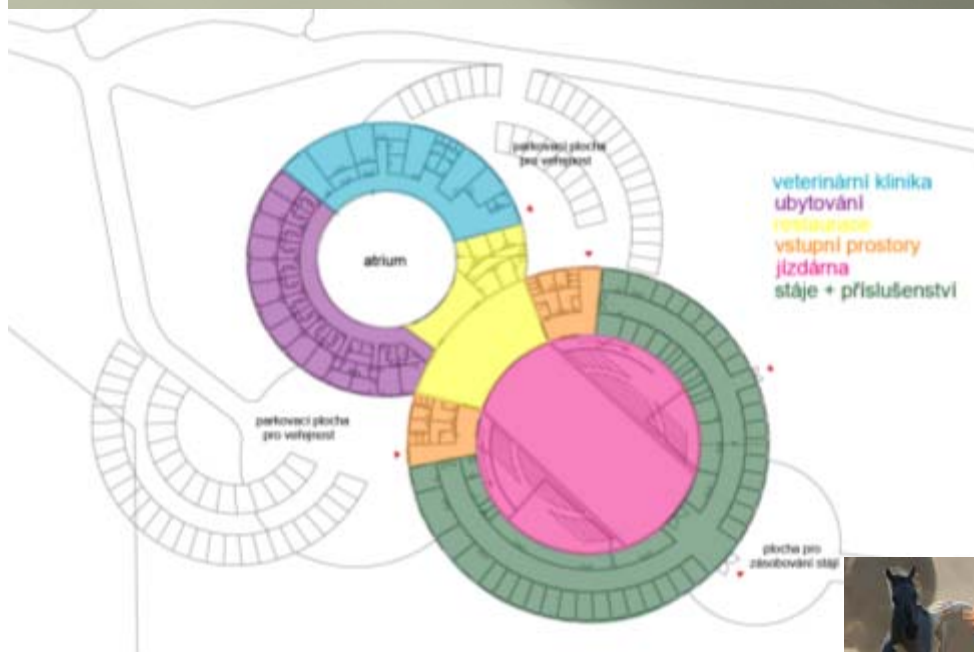 parkovací plocha
pro veřejnost
veterinární klinika
ubytování
restaurace
vstupní prostory
jízdárna
stáje + příslušenství
atrium
parkovací plocha
pro veřejnost
plocha pro
zásobování stájí